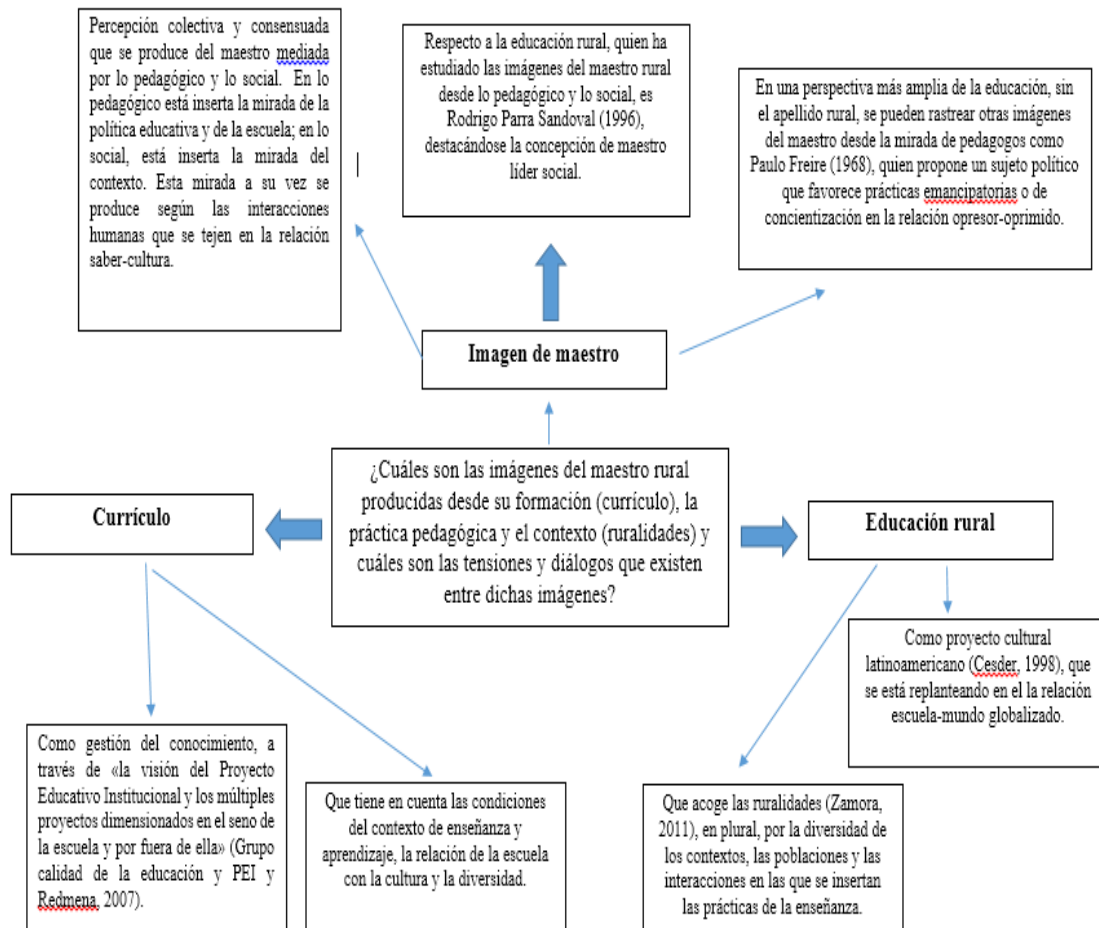 Percepción colectiva y consensuada
que se produce del maestro mediada
por lo pedagógico y lo social. En lo
pedagógico está inserta la mirada de la
política educativa y de la escuela; en lo
social, está inserta la mirada del
contexto. Esta mirada a su vez se
produce según las interacciones
humanas que se tejen en la relación
saber-cultura.
Respecto a la educación rural, quien ha
estudiado las imágenes del maestro rural
desde lo pedagógico y lo social, es
Rodrigo Parra Sandoval (1996),
destacándose la concepción de maestro
líder social.
En una perspectiva más amplia de la educación, sin
el apellido rural, se pueden rastrear otras imágenes
del maestro desde la mirada de pedagogos como
Paulo Freire (1968), quien propone un sujeto político
que favorece prácticas emancipatorias o de
concientización en la relación opresor-oprimido.
Imagen de maestro
¿Cuáles son las imágenes del maestro rural
producidas desde su formación (currículo), la
práctica pedagógica y el contexto (ruralidades) y
cuáles son las tensiones y diálogos que existen
entre dichas imágenes?
Currículo
Educación rural
Como proyecto cultural
latinoamericano (Cesder, 1998), que
se está replanteando en el la relación
escuela-mundo globalizado.
Como gestión del conocimiento, a
través de «la visión del Proyecto
Educativo Institucional y los múltiples
proyectos dimensionados en el seno de
la escuela y por fuera de ella» (Grupo
calidad de la educación y PEI y
Redmena, 2007).
Que tiene en cuenta las condiciones
del contexto de enseñanza y
aprendizaje, la relación de la escuela
con la cultura y la diversidad.
Que acoge las ruralidades (Zamora,
2011), en plural, por la diversidad de
los contextos, las poblaciones y las
interacciones en las que se insertan
las prácticas de la enseñanza.